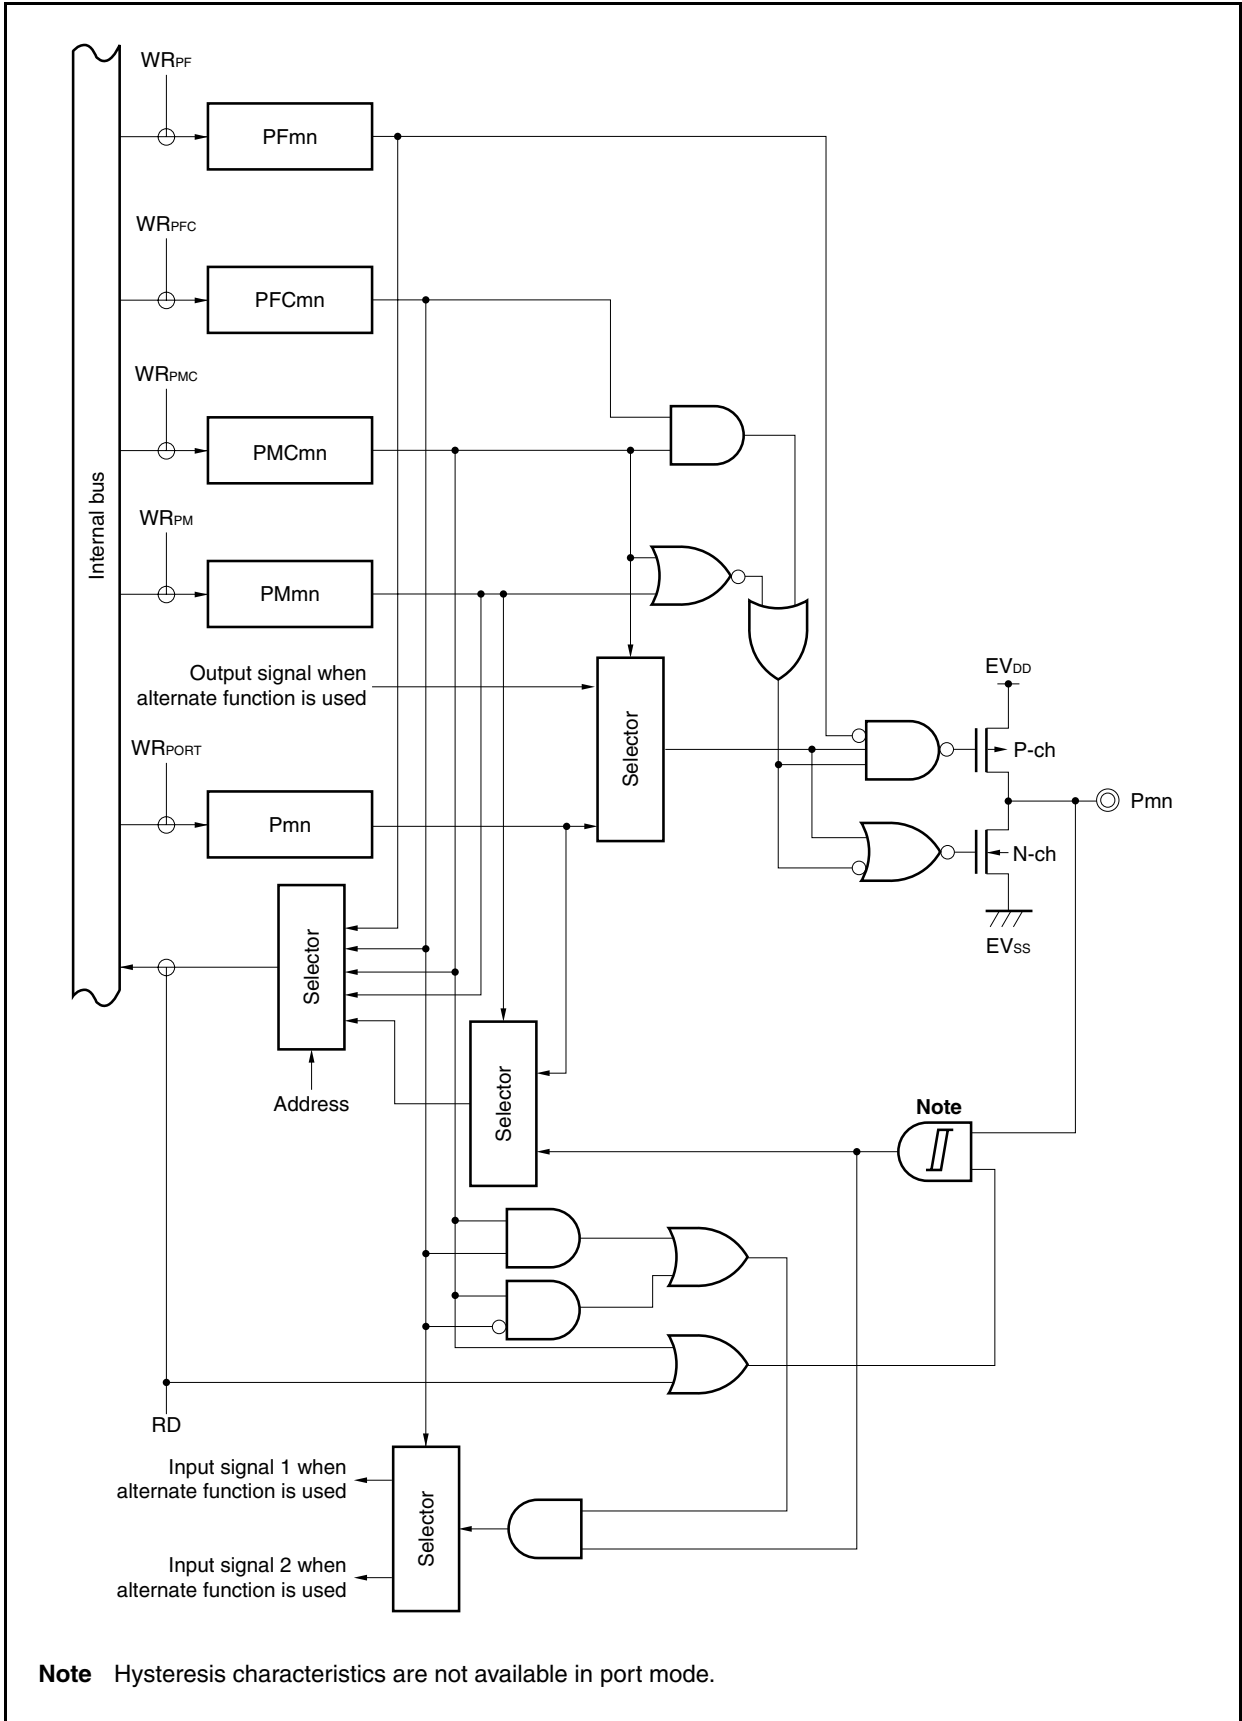 WRPF
PFmn
WRPFC
PFCmn
WRPMC
PMCmn
Internal bus
WRPM
PMmn
Output signal when
alternate function is used
Selector
EVDD
P-ch
WRPORT
Pmn
Pmn
N-ch
EVSS
Selector
Address
Selector
Note
RD
Input signal 1 when
alternate function is used
Selector
Input signal 2 when
alternate function is used
Note Hysteresis characteristics are not available in port mode.